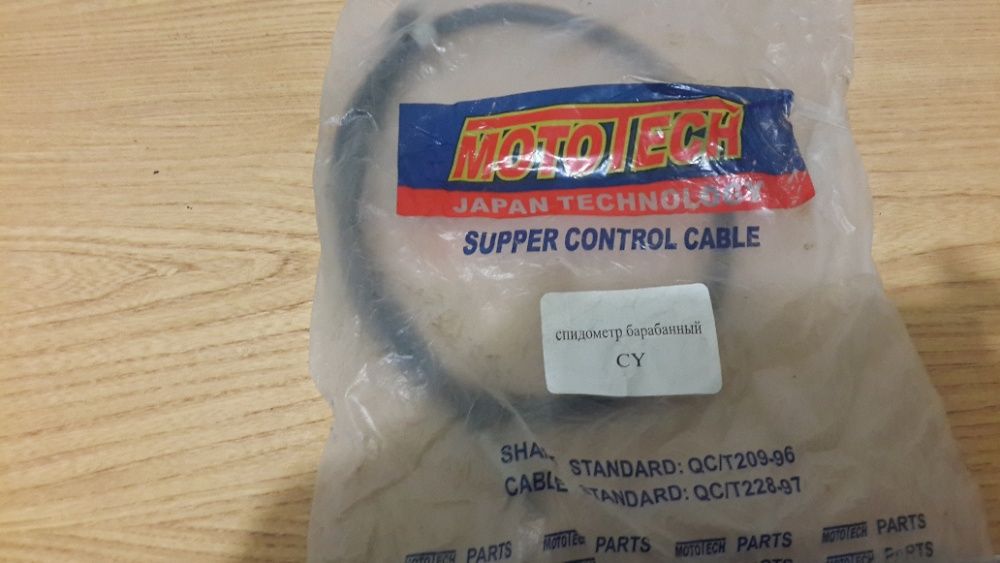 MOTOTECH
JAPAN TECHNOLOGY
SUPPER CONTROL CABLE
спидометр барабанный
CY
STANDARD: QC/T209-96
CABLE STANDARD: QC/T228-97
MOTOTECH PARTS MOTOTECH PARTS MOTOTECH PARTS MOTOTECH PARTS
MOTOTECH PARTS